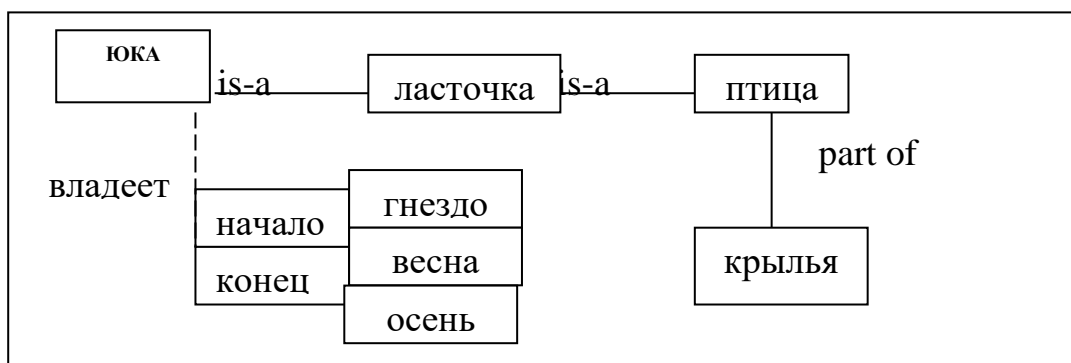 ЮКА
is-a
ласточка
is-a
птица
part of
владеет
гнездо
начало
весна
крылья
конец
осень